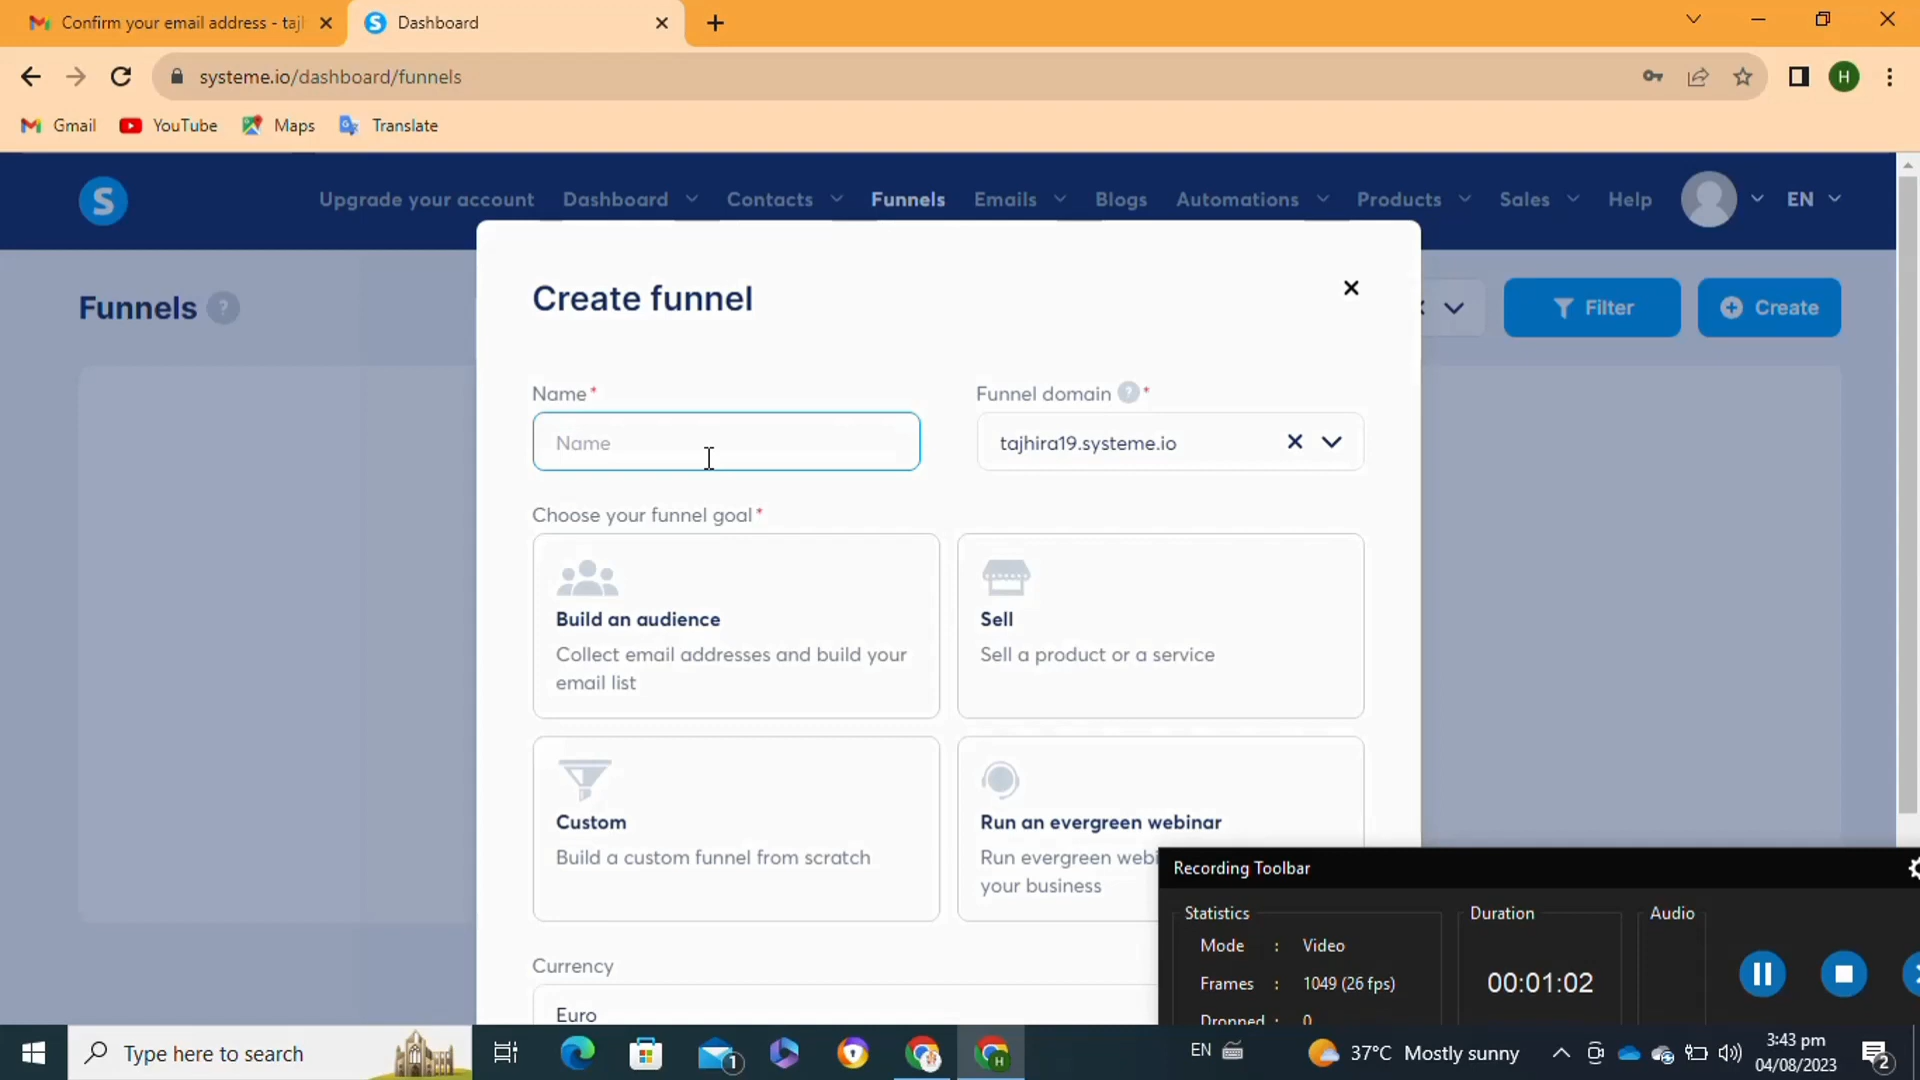 Confirm your email address - tajl
Dashboard
systeme.io/dashboard/funnels
H
Gmail
YouTube
Maps
Translate
S
Upgrade your account
Dashboard
Contacts
Funnels
Emails
Blogs
Automations
Products
Sales
Help
EN
Funnels ?
Filter
Create
Create funnel
Name*
Funnel domain ? *
Name
tajhira19.systeme.io
Choose your funnel goal*
Build an audience
Collect email addresses and build your
email list
Sell
Sell a product or a service
Custom
Build a custom funnel from scratch
Run an evergreen webinar
Run evergreen webi
your business
Currency
Euro
Recording Toolbar
Statistics
Mode : Video
Frames : 1049 (26 fps)
Dropped : 0
Duration
00:01:02
Audio
Type here to search
1
EN
37°C Mostly sunny
3:43 pm
04/08/2023
2